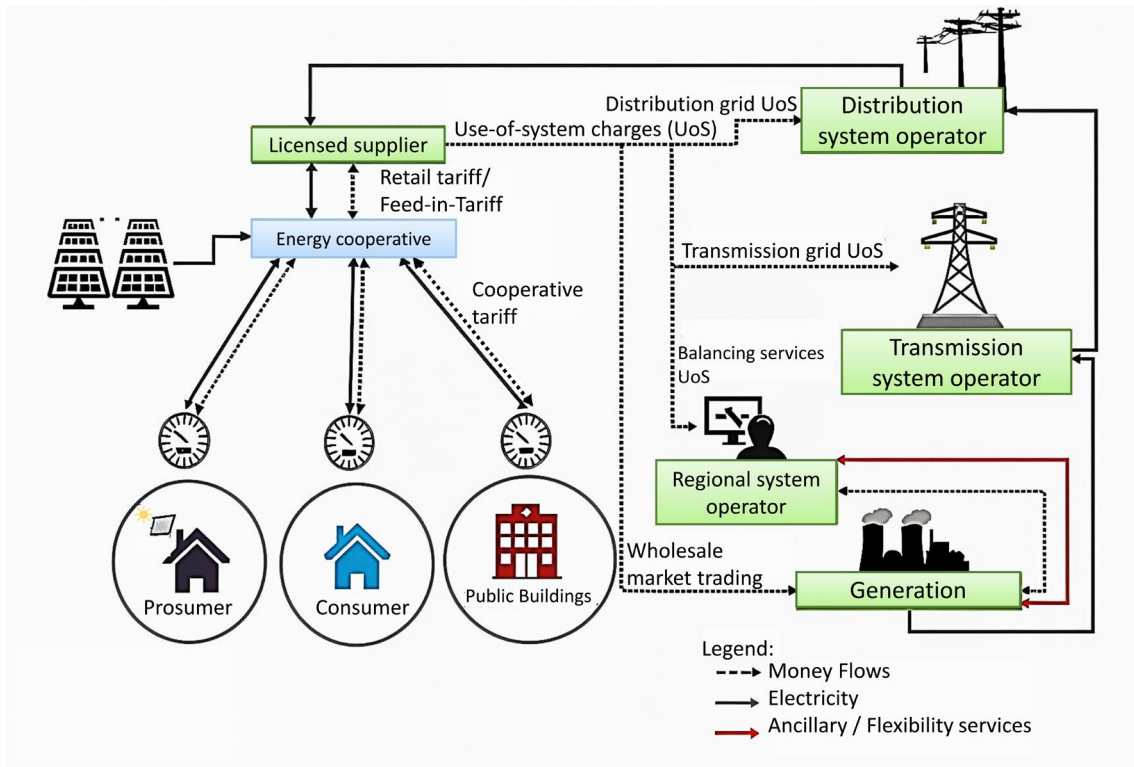 Distribution grid UoS
Distribution
system operator
Use-of-system charges (UoS)
Licensed supplier
Retail tariff/
Feed-in-Tariff
Energy cooperative
Transmission grid UoS
Cooperative
tariff
Transmission
system operator
Balancing services
UoS
Regional system
operator
Wholesale
market trading
Generation
Prosumer
Consumer
Public Buildings
Legend:
Money Flows
Electricity
Ancillary / Flexibility services